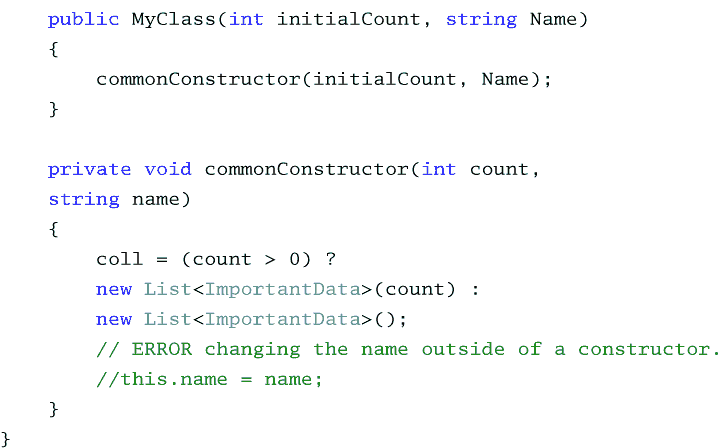 public MyClass(int initialCount, string Name)
{
commonConstructor(initialCount, Name);
}
private void commonConstructor(int count,
string name)
{
coll = (count > 0) ?
new List<ImportantData>(count) :
new List<ImportantData>();
// ERROR changing the name outside of a constructor.
//this.name = name;
}
}